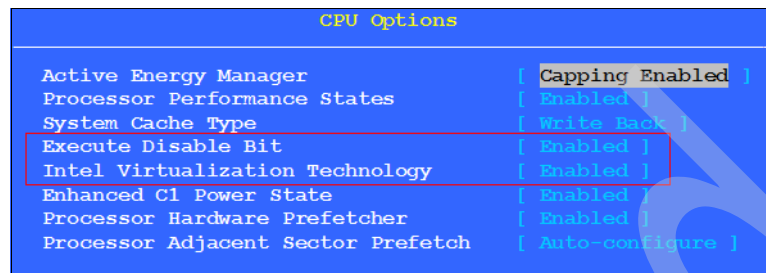 CPU Options
Active Energy Manager [ Capping Enabled ]
Processor Performance States [ Enabled ]
System Cache Type [ Write Back ]
Execute Disable Bit [ Enabled ]
Intel Virtualization Technology [ Enabled ]
Enhanced C1 Power State [ Enabled ]
Processor Hardware Prefetcher [ Enabled ]
Processor Adjacent Sector Prefetch [ Auto-configure ]